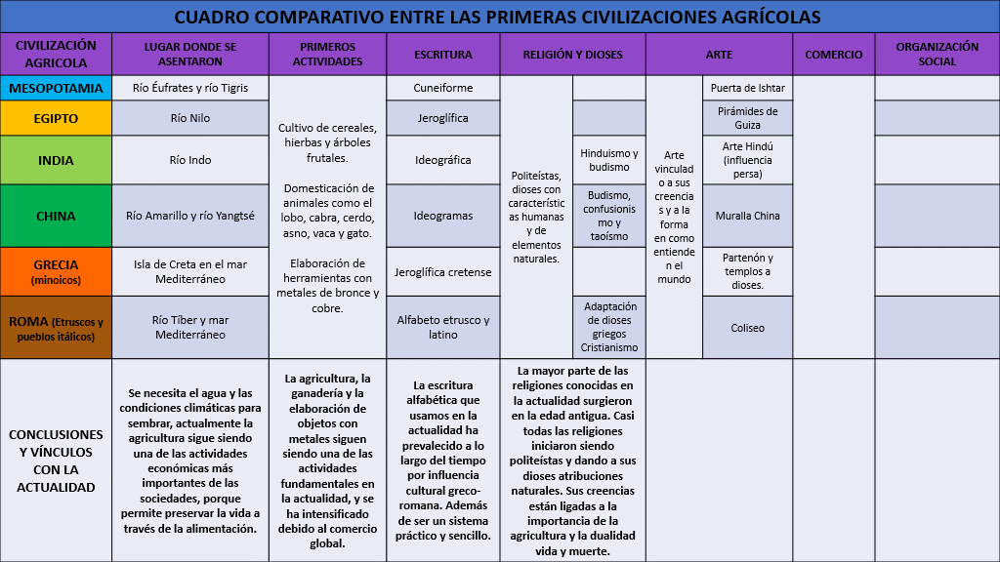 CUADRO COMPARATIVO ENTRE LAS PRIMERAS CIVILIZACIONES AGRÍCOLAS
CIVILIZACIÓN
AGRICOLA
LUGAR DONDE SE
ASENTARON
PRIMEROS
ACTIVIDADES
ESCRITURA
RELIGIÓN Y DIOSES
ARTE
COMERCIO
ORGANIZACIÓN
SOCIAL
MESOPOTAMIA
Río Éufrates y río Tigris
Cultivo de cereales,
hierbas y árboles
frutales.
Domesticación de
animales como el
lobo, cabra, cerdo,
asno, vaca y gato.
Elaboración de
herramientas con
metales de bronce y
cobre.
Cuneiforme
Politeístas,
dioses con
característic
as humanas
y de
elementos
naturales.
Arte
vinculad
o a sus
creencia
s y a la
forma
en como
entiende
n el
mundo
Puerta de Ishtar
EGIPTO
Río Nilo
Jeroglífica
Pirámides de
Guiza
INDIA
Río Indo
Ideográfica
Hinduismo y
budismo
Arte Hindú
(influencia
persa)
CHINA
Río Amarillo y río Yangtsé
Ideogramas
Budismo,
confusionis
mo y
taoísmo
Muralla China
GRECIA
(minoicos)
Isla de Creta en el mar
Mediterráneo
Jeroglífica cretense
Partenón y
templos a
dioses.
ROMA (Etruscos y
pueblos itálicos)
Río Tíber y mar
Mediterráneo
Alfabeto etrusco y
latino
Adaptación
de dioses
griegos
Cristianismo
Coliseo
CONCLUSIONES
Y VÍNCULOS
CON LA
ACTUALIDAD
Se necesita el agua y las
condiciones climáticas para
sembrar, actualmente la
agricultura sigue siendo
una de las actividades
económicas más
importantes de las
sociedades, porque
permite preservar la vida a
través de la alimentación.
La agricultura, la
ganadería y la
elaboración de
objetos con
metales siguen
siendo una de las
actividades
fundamentales en
la actualidad, y se
ha intensificado
debido al comercio
global.
La escritura
alfabética que
usamos en la
actualidad ha
prevalecido a lo
largo del tiempo
por influencia
cultural greco-
romana. Además
de ser un sistema
práctico y sencillo.
La mayor parte de las
religiones conocidas en
la actualidad surgieron
en la edad antigua. Casi
todas las religiones
iniciaron siendo
politeístas y dando a sus
dioses atribuciones
naturales. Sus creencias
están ligadas a la
importancia de la
agricultura y la dualidad
vida y muerte.